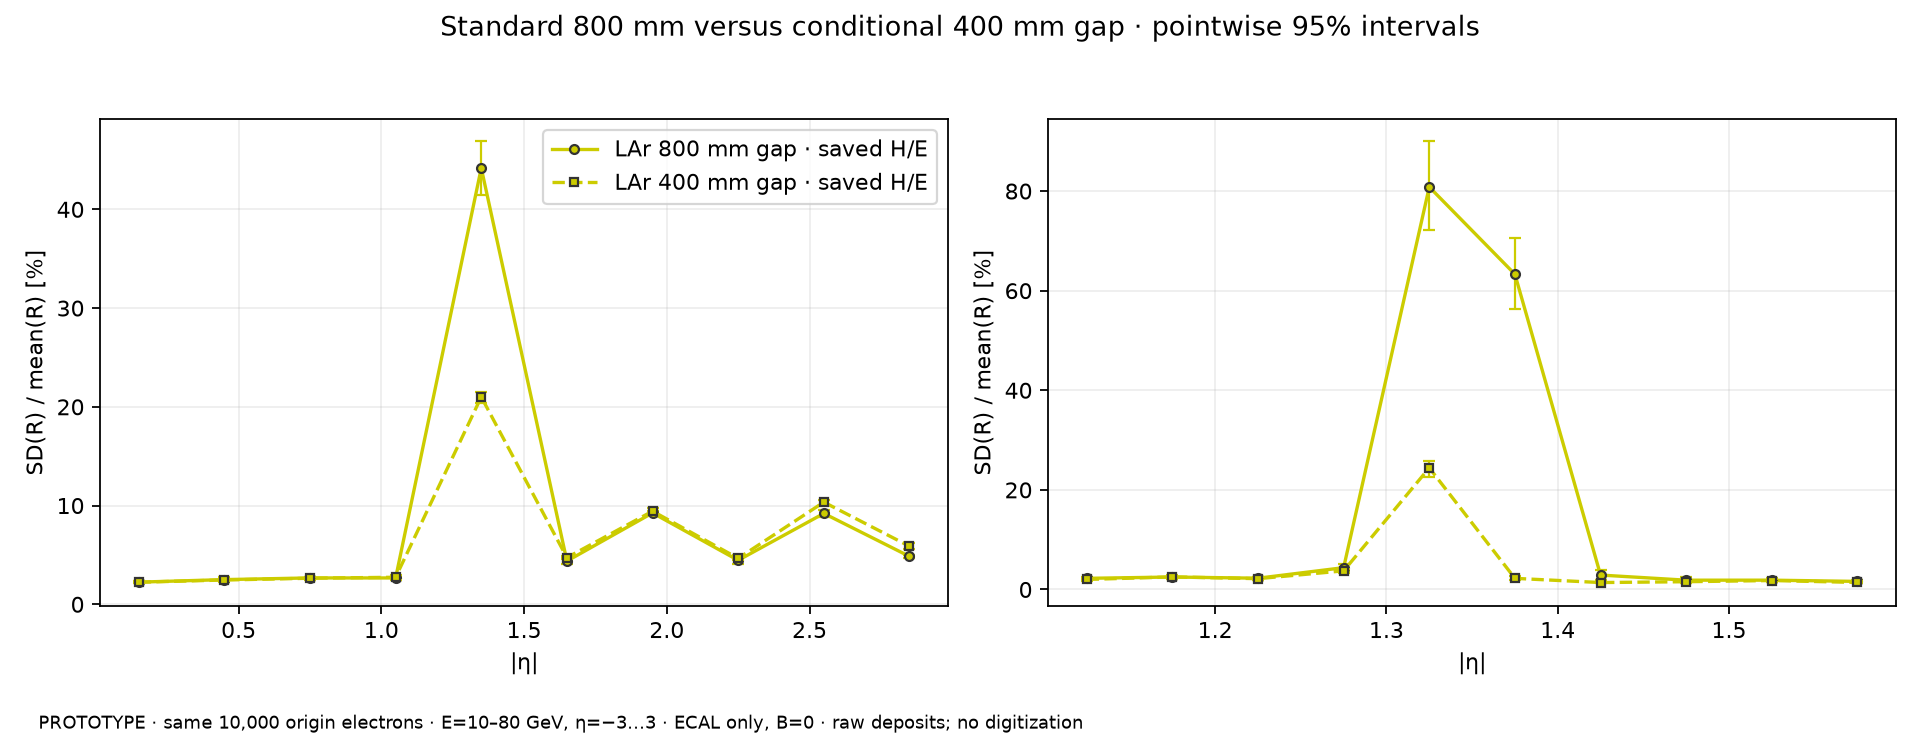 Standard 800 mm versus conditional 400 mm gap · pointwise 95% intervals
SD(R) / mean(R) [%]
40
30
20
10
0
LAr 800 mm gap · saved H/E
LAr 400 mm gap · saved H/E
0.5 1.0 1.5 2.0 2.5
|η|
SD(R) / mean(R) [%]
80
60
40
20
0
1.2 1.3 1.4 1.5
|η|
PROTOTYPE · same 10,000 origin electrons · E=10–80 GeV, η=−3…3 · ECAL only, B=0 · raw deposits; no digitization